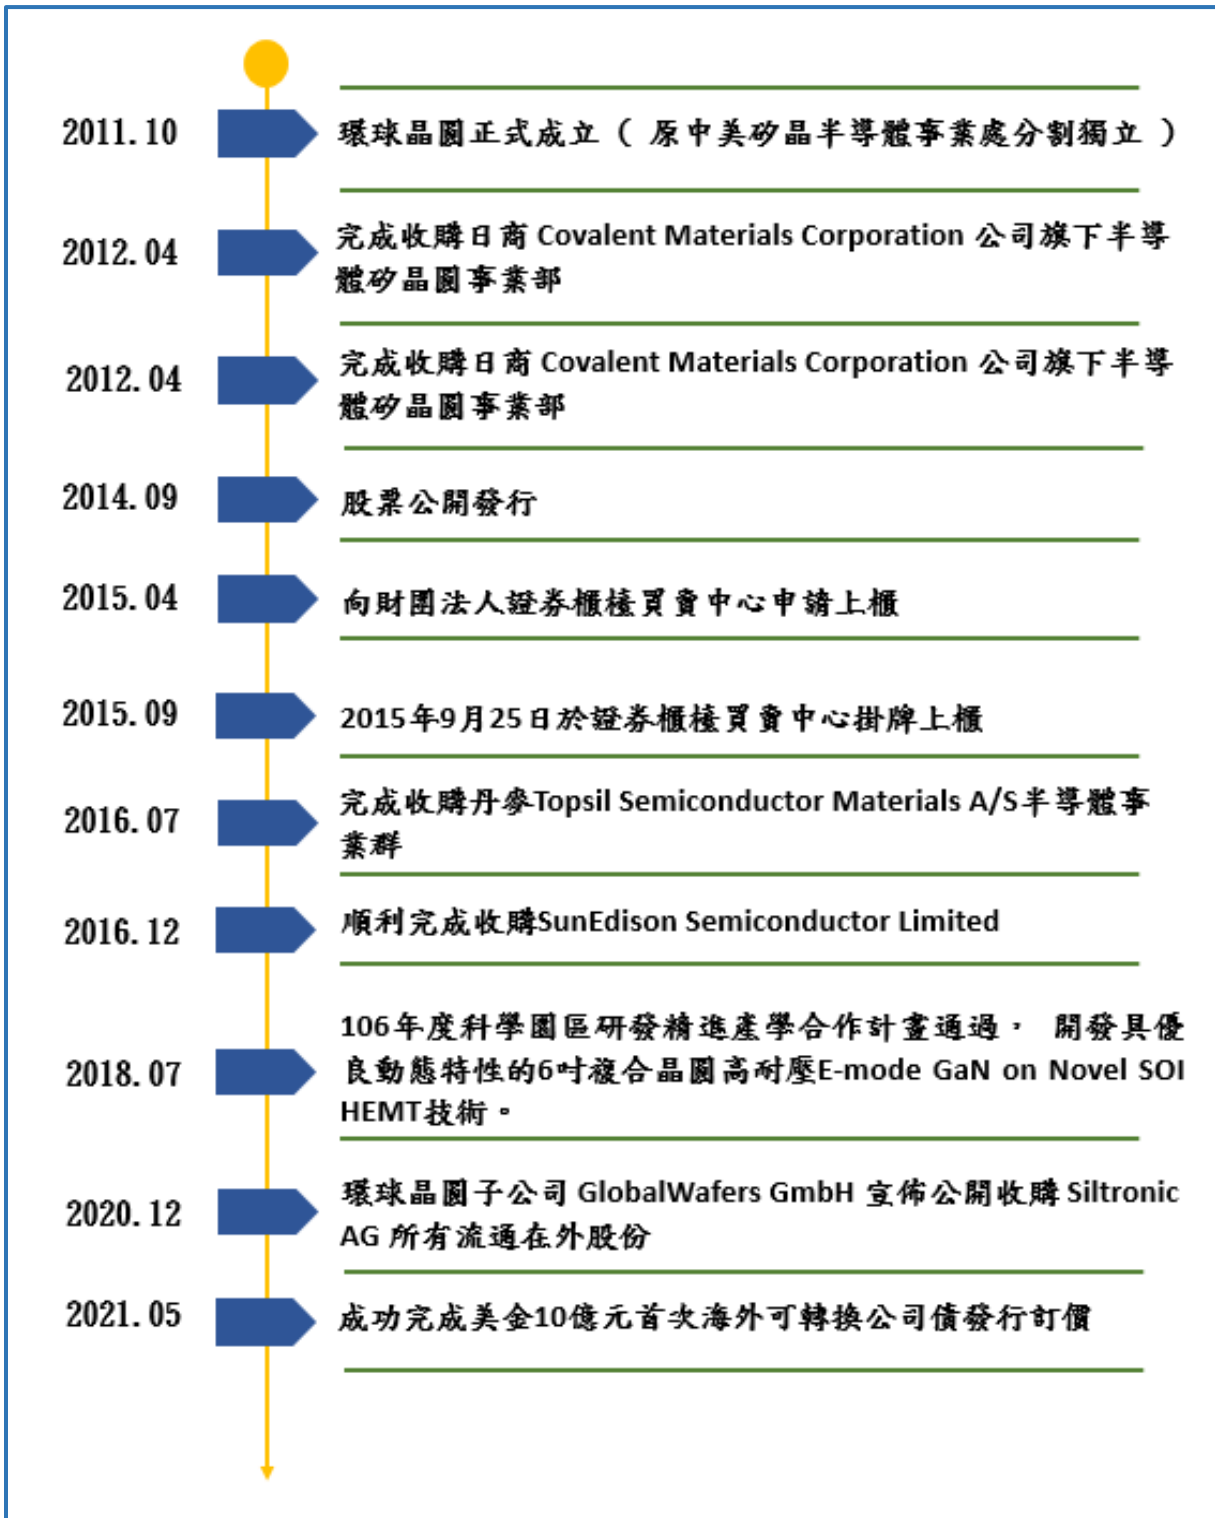 2011.10
環球晶圓正式成立（ 原中美矽晶半導體事業處分割獨立 ）
2012.04
完成收購日商 Covalent Materials Corporation 公司旗下半導
體矽晶圓事業部
2012.04
完成收購日商 Covalent Materials Corporation 公司旗下半導
體矽晶圓事業部
2014.09
股票公開發行
2015.04
向財團法人證券櫃檯買賣中心申請上櫃
2015.09
2015年9月25日於證券櫃檯買賣中心掛牌上櫃
2016.07
完成收購丹麥Topsil Semiconductor Materials A/S半導體事
業群
2016.12
順利完成收購SunEdison Semiconductor Limited
2018.07
106年度科學園區研發精進產學合作計畫通過， 開發具優
良動態特性的6吋複合晶圓高耐壓E-mode GaN on Novel SOI
HEMT技術。
2020.12
環球晶圓子公司 GlobalWafers GmbH 宣佈公開收購 Siltronic
AG 所有流通在外股份
2021.05
成功完成美金10億元首次海外可轉換公司債發行訂價